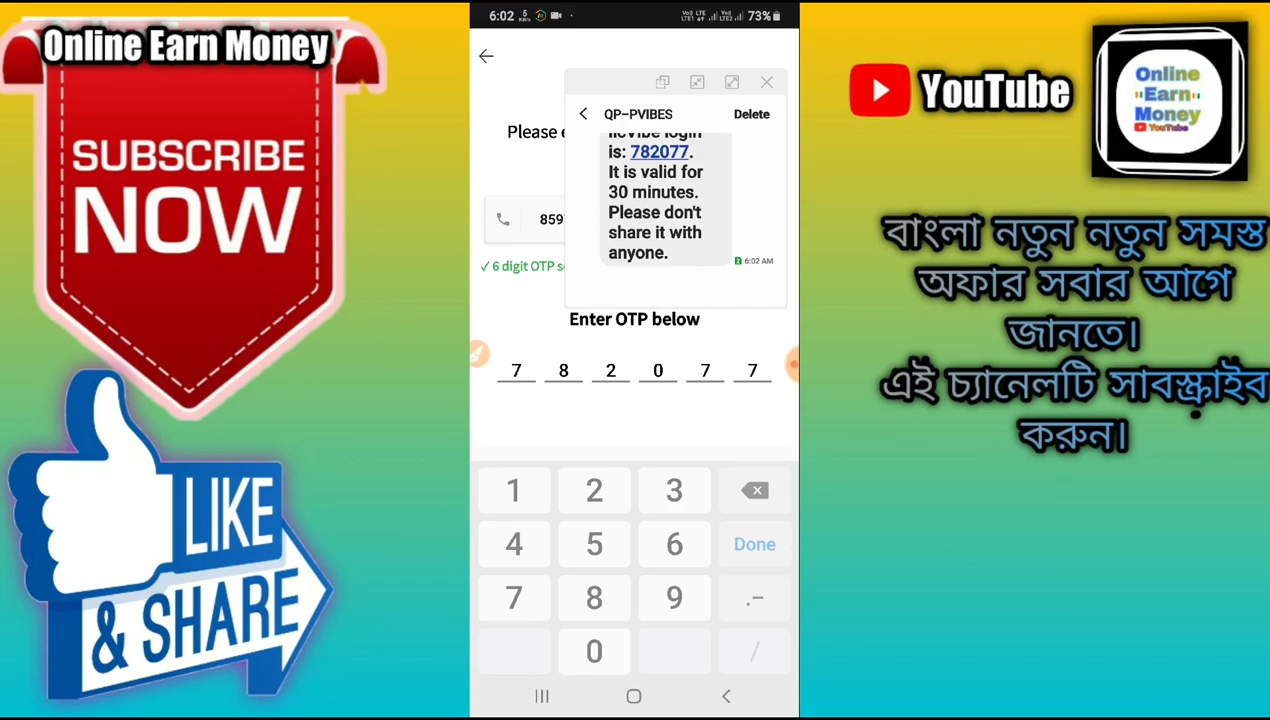 Online Earn Money
SUBSCRIBE
NOW
LIKE
& SHARE
6:02
73%
QP-PVIBES
Delete
login
is: 782077.
It is valid for
30 minutes.
Please don't
share it with
anyone.
6:02 AM
Please
859
✓6 digit OTP
Enter OTP below
7 8 2 0 7 7
1 2 3
4 5 6 Done
7 8 9 .-
0 /
YouTube
Online
Earn
Money
YouTube
বাংলা নতুন নতুন সমস্ত
অফার সবার আগে
জানতে।
এই চ্যানেলটি সাবস্ক্রাইব
করুন।